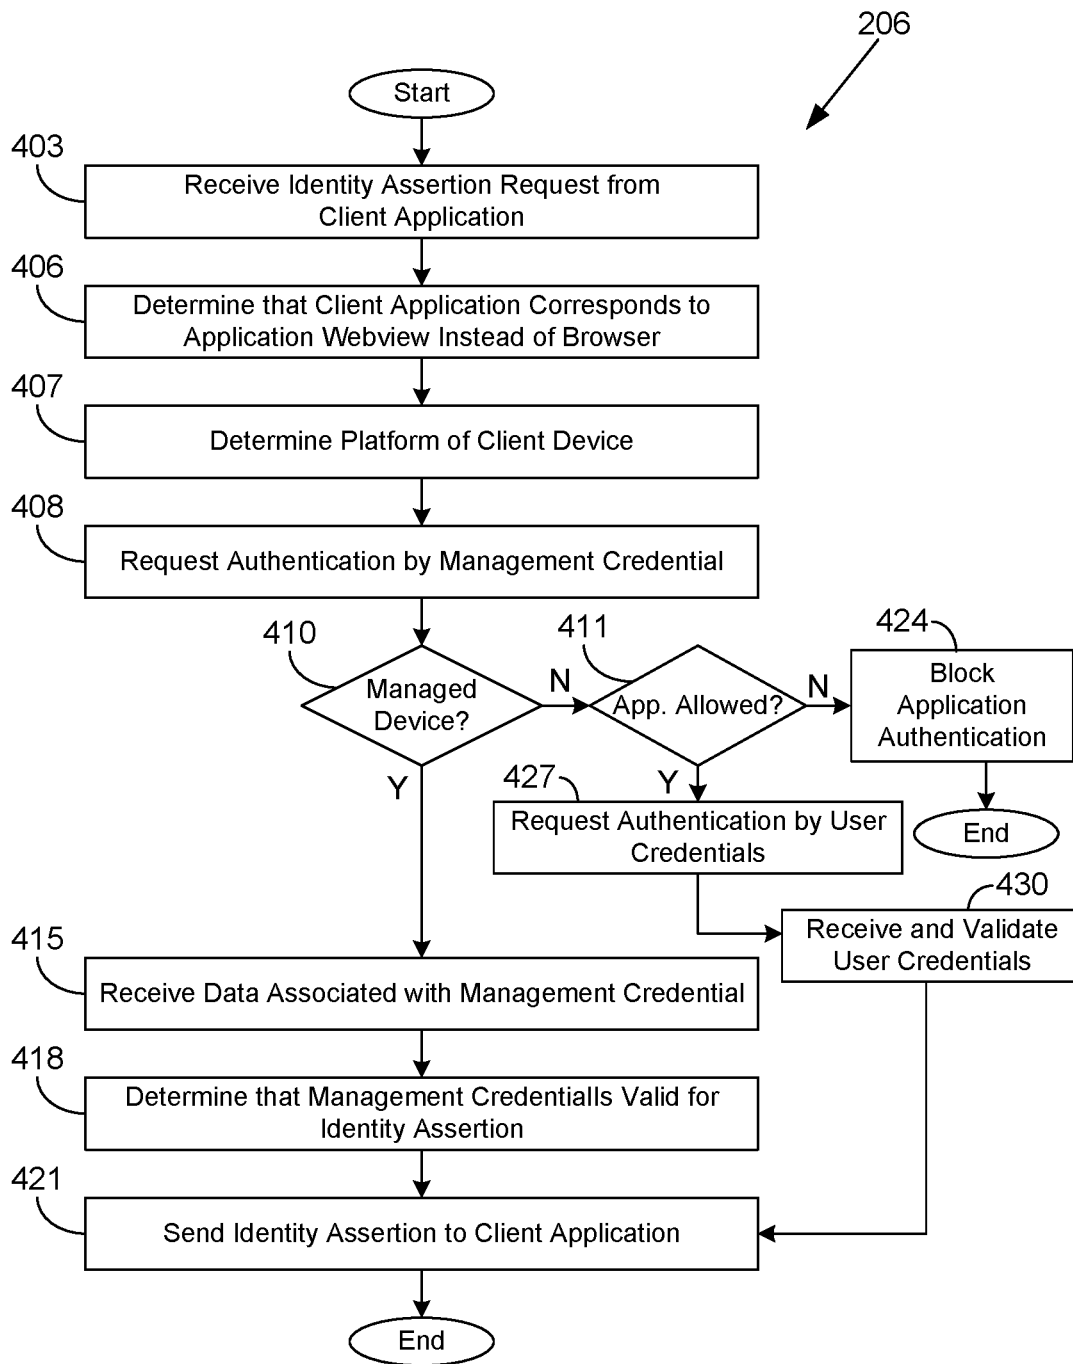 206
Start
403
Receive Identity Assertion Request from
Client Application
406
Determine that Client Application Corresponds to
Application Webview Instead of Browser
407
Determine Platform of Client Device
408
Request Authentication by Management Credential
410
Managed
Device?
N
Y
411
App. Allowed?
N
Y
424
Block
Application
Authentication
End
427
Request Authentication by User
Credentials
430
Receive and Validate
User Credentials
415
Receive Data Associated with Management Credential
418
Determine that Management CredentialIs Valid for
Identity Assertion
421
Send Identity Assertion to Client Application
End